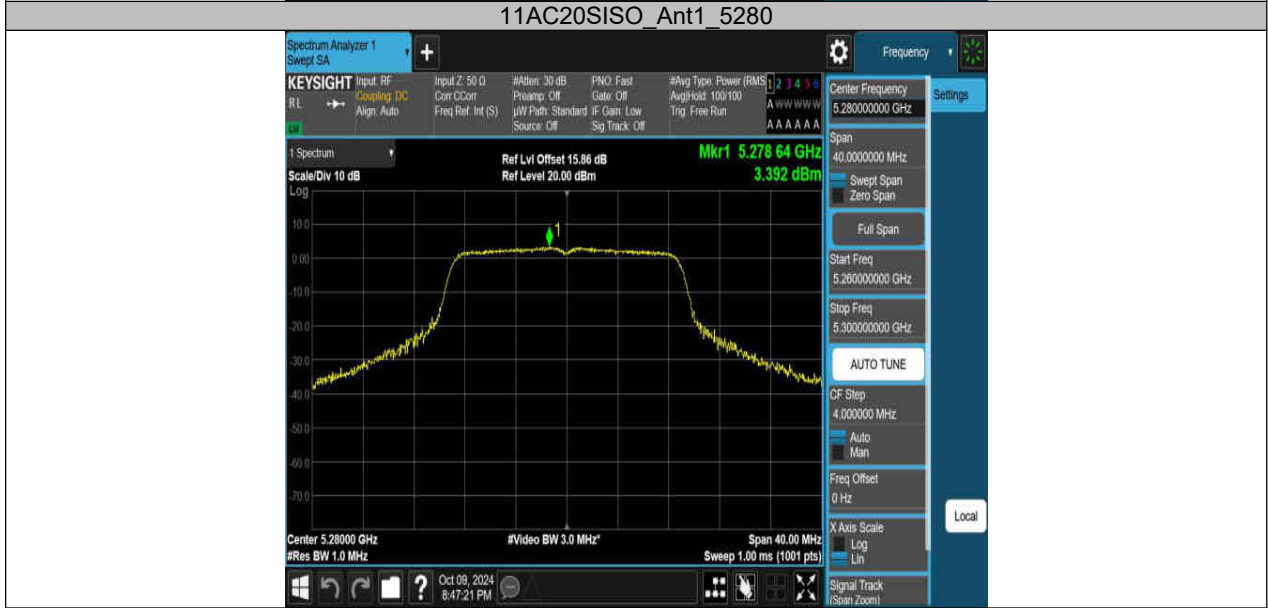 11AC20SISO_Ant1_5280
Spectrum Analyzer 1
Swept SA
Frequency
KEYSIGHT
RL
Input: RF
Coupling: DC
Align: Auto
Input Z: 50 Ω
Corr CCorr
Freq Ref: Int (S)
#Atten: 30 dB
Preamp: Off
µW Path: Standard
Source: Off
PNO: Fast
Gate: Off
IF Gain: Low
Sig Track: Off
#Avg Type: Power (RMS
Avg|Hold: 100/100
Trig: Free Run
1 2 3 4 5 6
A W W W W W
A A A A A A
LM
1 Spectrum
Scale/Div 10 dB
Log
Ref Lvl Offset 15.86 dB
Ref Level 20.00 dBm
Mkr1 5.278 64 GHz
3.392 dBm
1
10.0
0.00
-10.0
-20.0
-30.0
-40.0
-50.0
-60.0
-70.0
Center 5.28000 GHz
#Res BW 1.0 MHz
#Video BW 3.0 MHz*
Span 40.00 MHz
Sweep 1.00 ms (1001 pts)
?
Oct 09, 2024
8:47:21 PM
Center Frequency
5.280000000 GHz
Settings
Span
40.0000000 MHz
Swept Span
Zero Span
Full Span
Start Freq
5.260000000 GHz
Stop Freq
5.300000000 GHz
AUTO TUNE
CF Step
4.000000 MHz
Auto
Man
Freq Offset
0 Hz
X Axis Scale
Log
Lin
Local
Signal Track
(Span Zoom)